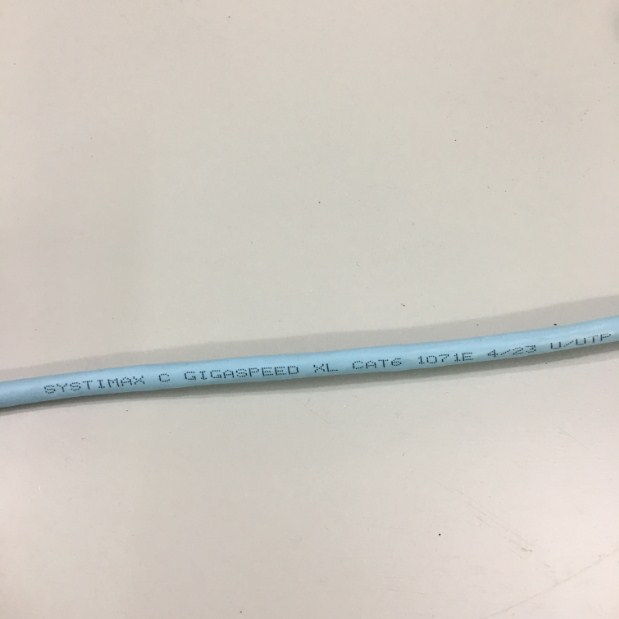 SYSTIMAX C GIGASPEED XL CAT6 1071E 4/23 U/UTP